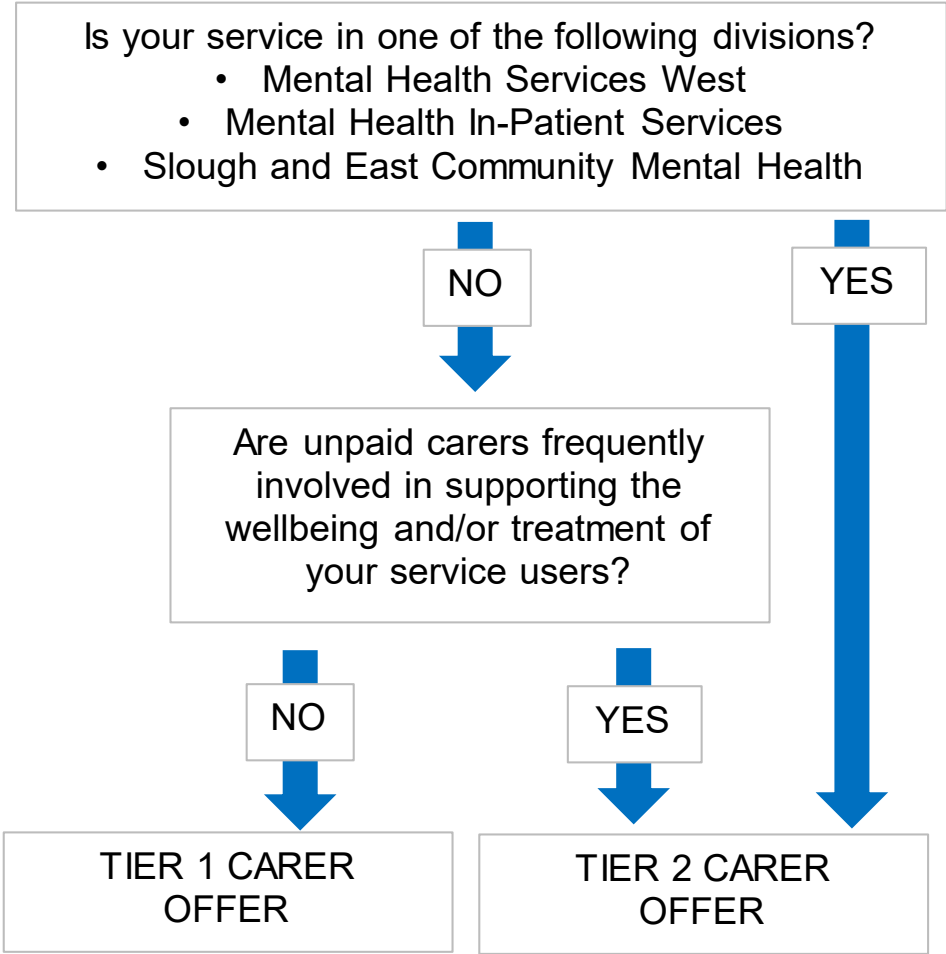 Is your service in one of the following divisions?
• Mental Health Services West
• Mental Health In-Patient Services
• Slough and East Community Mental Health
NO
YES
Are unpaid carers frequently
involved in supporting the
wellbeing and/or treatment of
your service users?
NO
YES
TIER 1 CARER
OFFER
TIER 2 CARER
OFFER